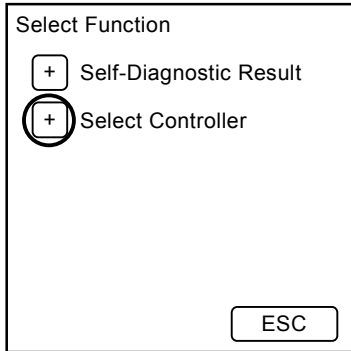 Select Function
+ Self-Diagnostic Result
+ Select Controller
ESC